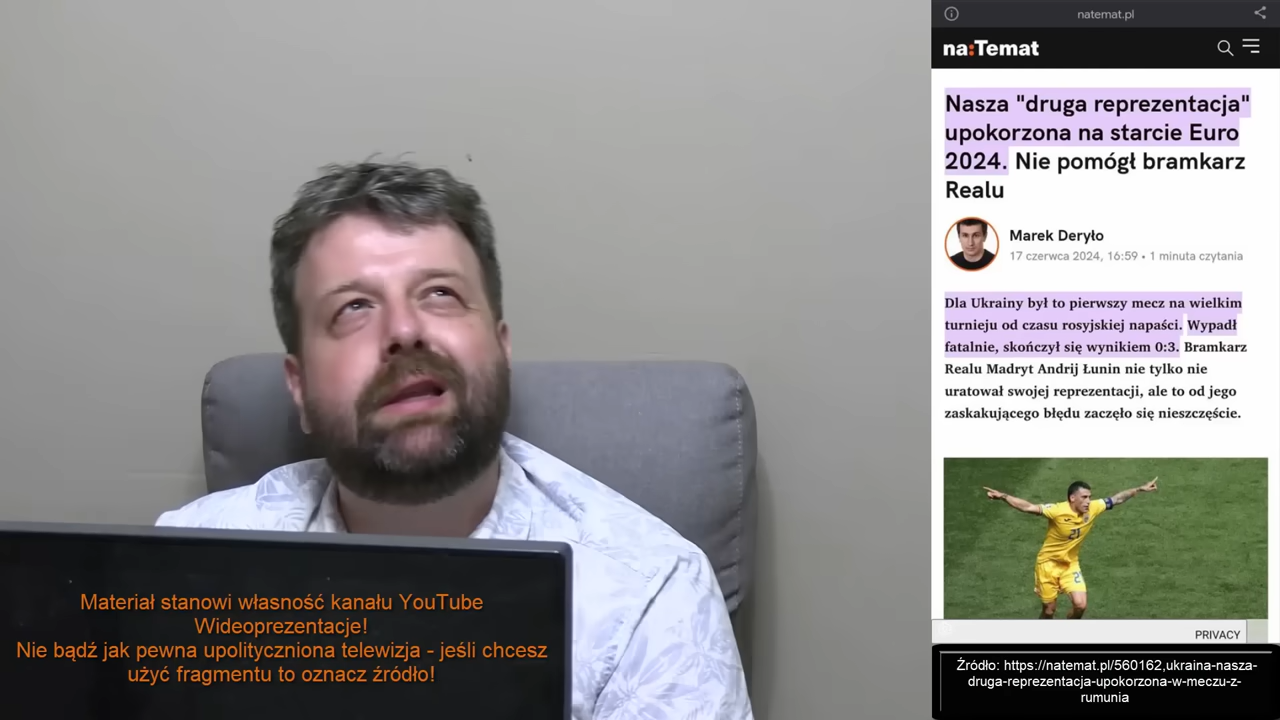 Materiał stanowi własność kanału YouTube
Wideoprezentacje!
Nie bądź jak pewna upolityczniona telewizja - jeśli chcesz
użyć fragmentu to oznacz źródło!
natemat.pl
na:Temat
Nasza "druga reprezentacja"
upokorzona na starcie Euro
2024. Nie pomógł bramkarz
Realu
Marek Deryło
17 czerwca 2024, 16:59 • 1 minuta czytania
Dla Ukrainy był to pierwszy mecz na wielkim
turnieju od czasu rosyjskiej napaści. Wypadł
fatalnie, skończył się wynikiem 0:3. Bramkarz
Realu Madryt Andrij Łunin nie tylko nie
uratował swojej reprezentacji, ale to od jego
zaskakującego błędu zaczęło się nieszczęście.
21
PRIVACY
Źródło: https://natemat.pl/560162,ukraina-nasza-
druga-reprezentacja-upokorzona-w-meczu-z-
rumunia